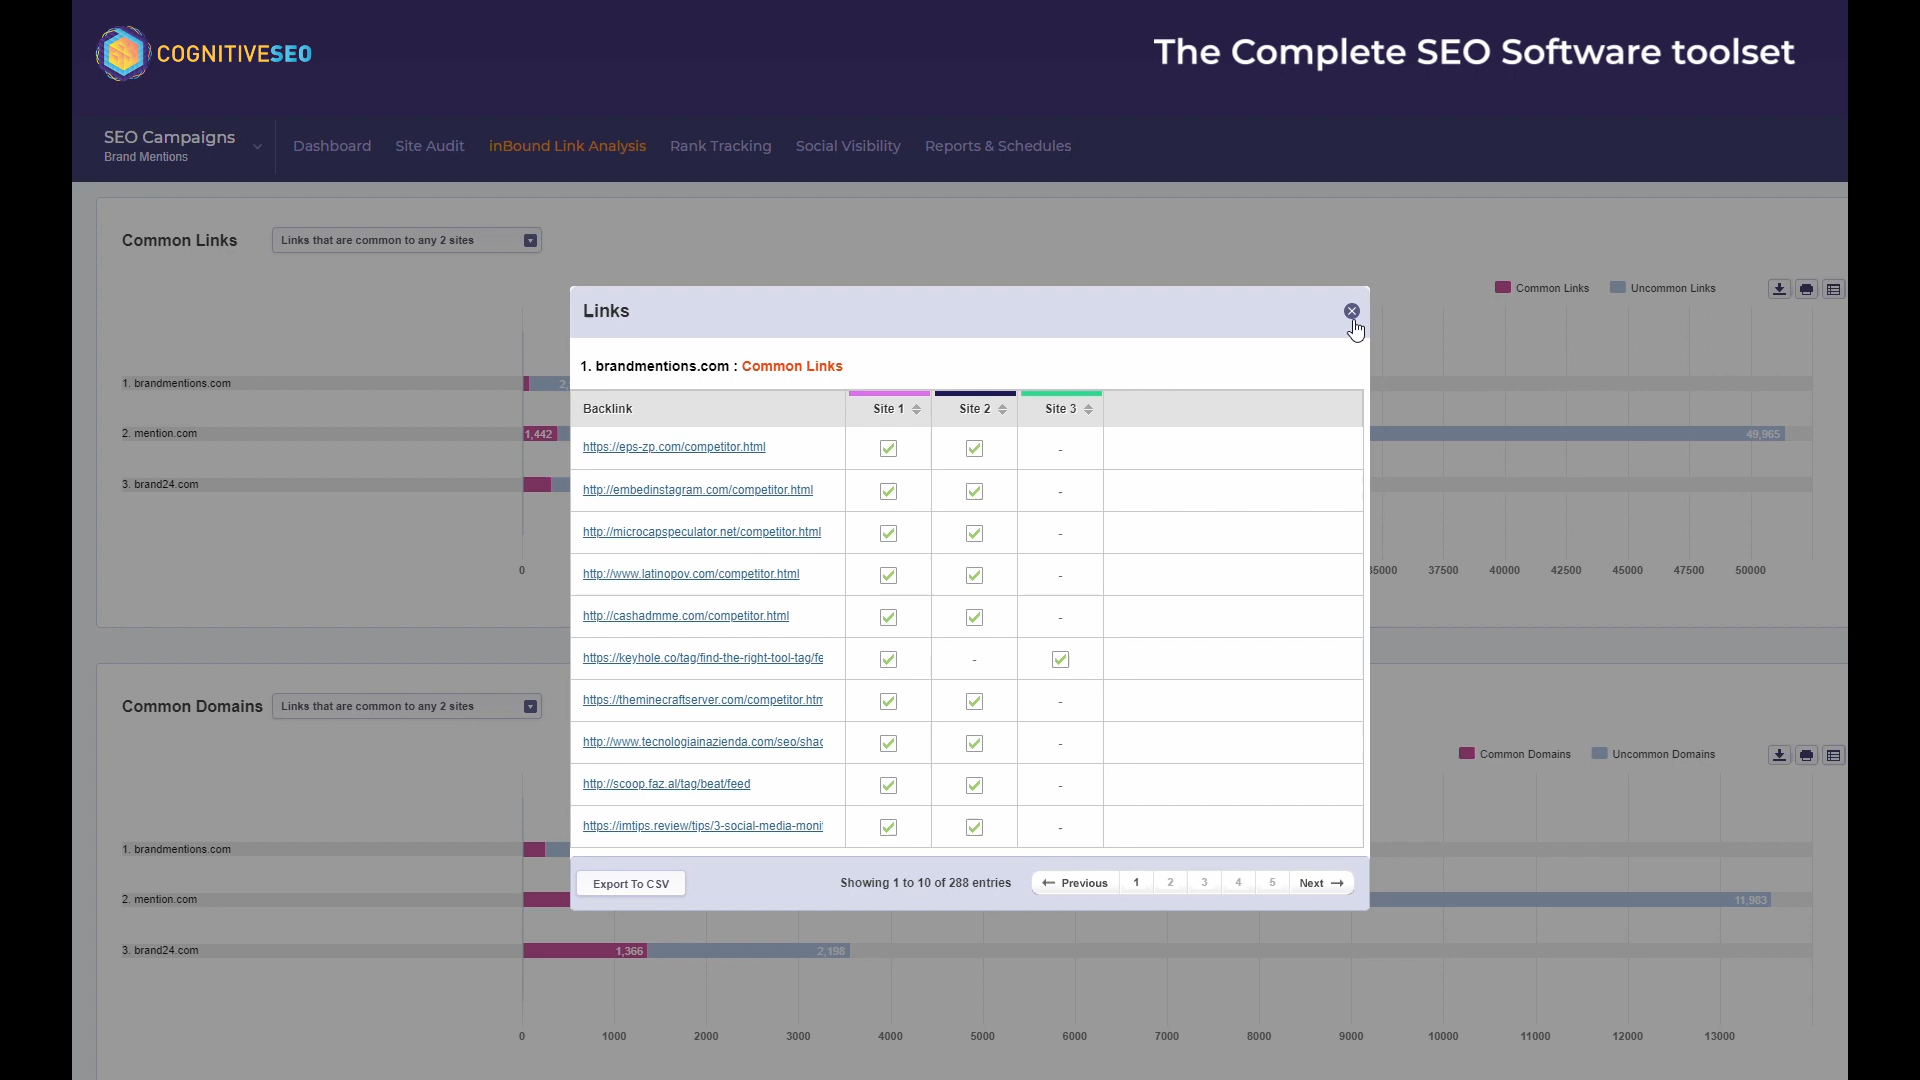 COGNITIVESEO
The Complete SEO Software toolset
SEO Campaigns
Brand Mentions
Dashboard
Site Audit
inBound Link Analysis
Rank Tracking
Social Visibility
Reports & Schedules
Common Links
Links that are common to any 2 sites
Common Links
Uncommon Links
1. brandmentions.com
2. mention.com
1,442
49,965
3. brand24.com
0
37500
40000
42500
45000
47500
50000
Links
1. brandmentions.com : Common Links
Backlink
Site 1
Site 2
Site 3
https://eps-zp.com/competitor.html
-
http://embedinstagram.com/competitor.html
-
http://microcapspeculator.net/competitor.html
-
http://www.latinopov.com/competitor.html
-
http://cashadmme.com/competitor.html
-
https://keyhole.co/tag/find-the-right-tool-tag/fe
-
https://theminecraftserver.com/competitor.htm
-
http://www.tecnologiainazienda.com/seo/shac
-
http://scoop.faz.al/tag/beat/feed
-
https://imtips.review/tips/3-social-media-monit
-
Export To CSV
Showing 1 to 10 of 288 entries
Previous
1
2
3
4
5
Next
Common Domains
Links that are common to any 2 sites
Common Domains
Uncommon Domains
1. brandmentions.com
2. mention.com
11,983
3. brand24.com
1,366
2,198
0
1000
2000
3000
4000
5000
6000
7000
8000
9000
10000
11000
12000
13000